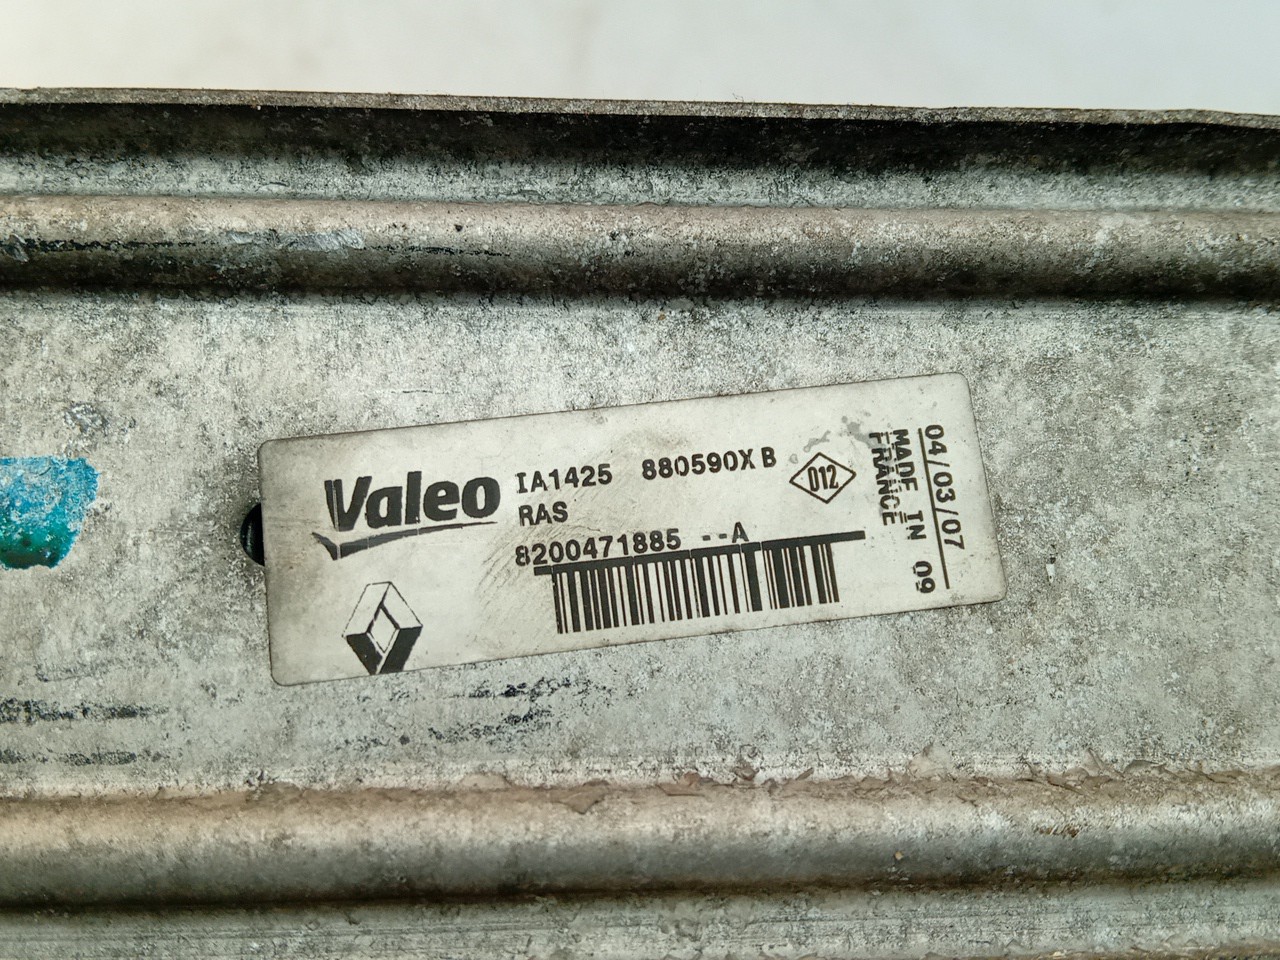 Valeo
IA1425 880590X B
RAS
8200471885 --A
D12
04/03/07
MADE IN 09
FRANCE